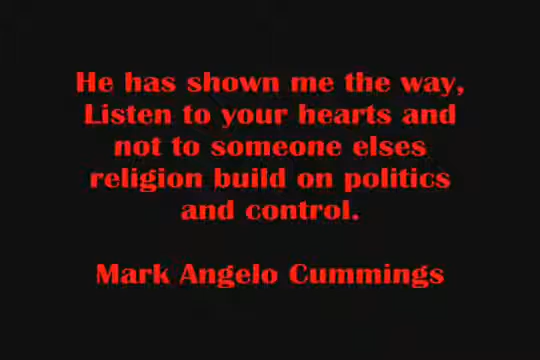 He has shown me the way,
Listen to your hearts and
not to someone elses
religion build on politics
and control.
Mark Angelo Cummings